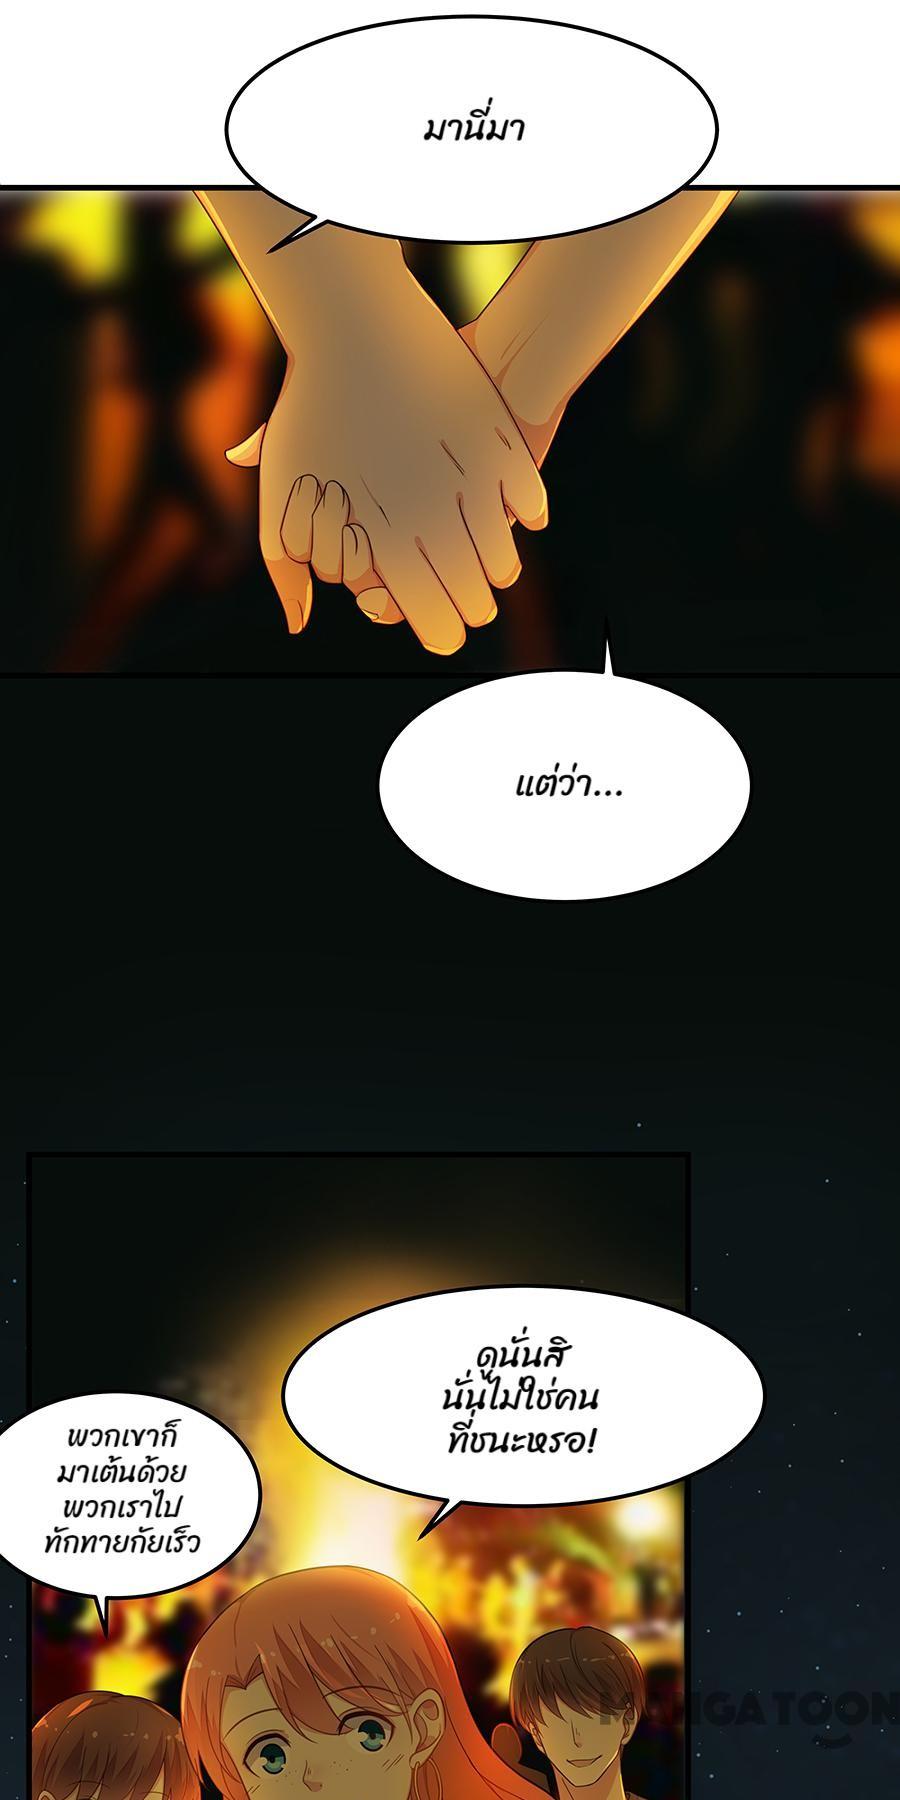 มานี่มา
แต่ว่า...
ดูนั่นสิ
นั่นไม่ใช่คน
ที่ชนะหรอ!
พวกเขาก็
มาเต้นด้วย
พวกเราไป
ทักทายกัยเร็ว
MANGATOON